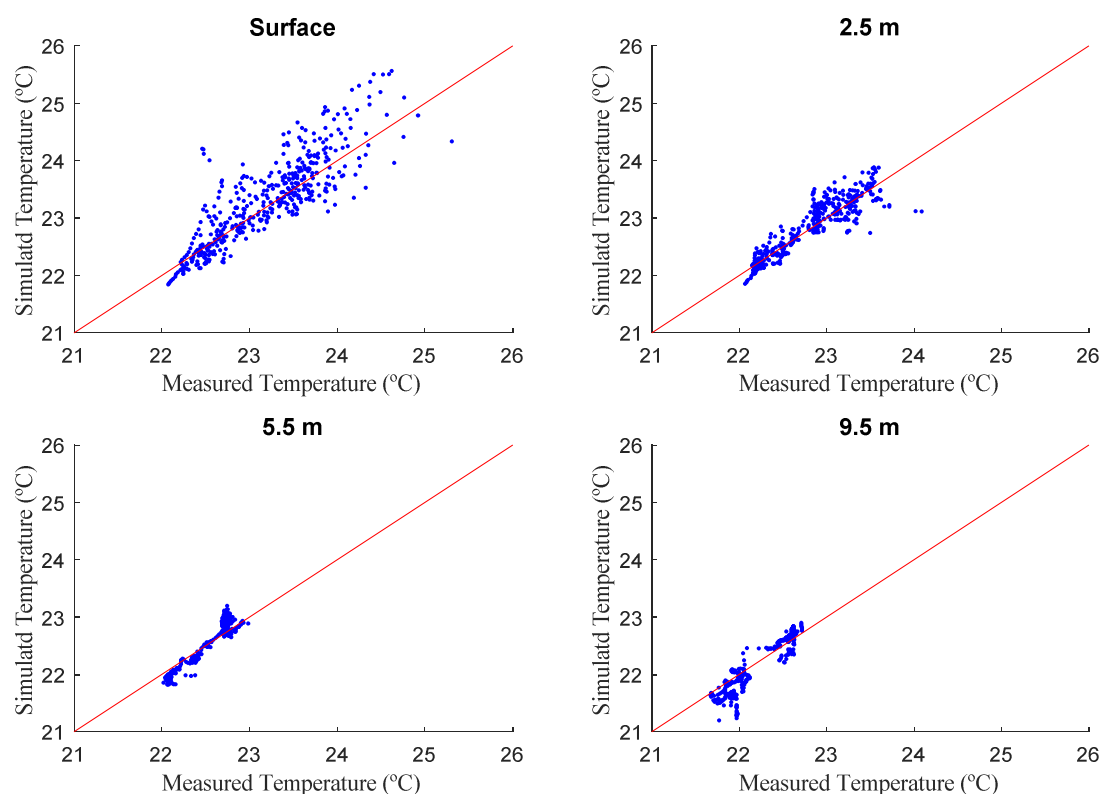 Surface
26
25
24
23
22
21
Simulatd Temperature (ºC)
21 22 23 24 25 26
Measured Temperature (ºC)
2.5 m
26
25
24
23
22
21
Simulatd Temperature (ºC)
21 22 23 24 25 26
Measured Temperature (ºC)
5.5 m
26
25
24
23
22
21
Simulatd Temperature (ºC)
21 22 23 24 25 26
Measured Temperature (ºC)
9.5 m
26
25
24
23
22
21
Simulatd Temperature (ºC)
21 22 23 24 25 26
Measured Temperature (ºC)